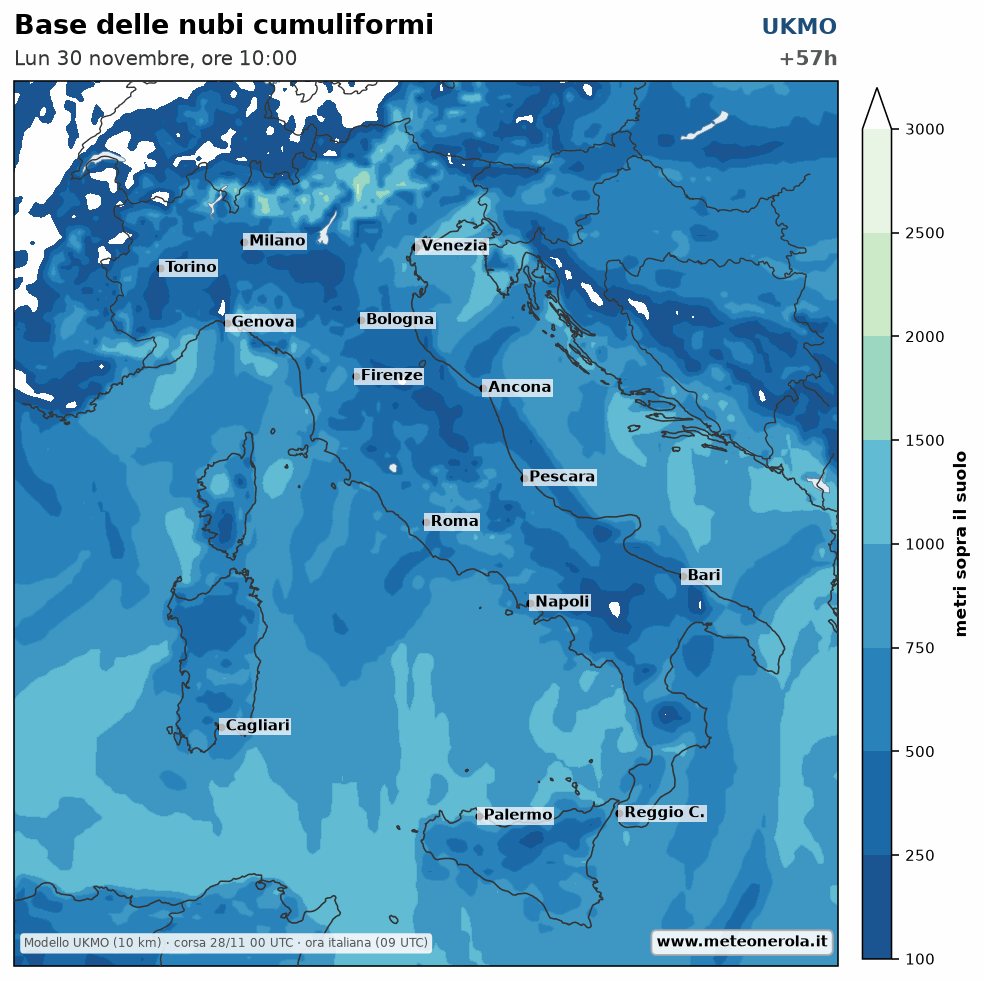 Base delle nubi cumuliformi
UKMO
Lun 30 novembre, ore 10:00
+57h
3000
2500
2000
1500
1000
750
500
250
100
metri sopra il suolo
Milano
Venezia
Torino
Genova
Bologna
Firenze
Ancona
Pescara
Roma
Bari
Napoli
Cagliari
Palermo
Reggio C.
Modello UKMO (10 km) · corsa 28/11 00 UTC · ora italiana (09 UTC)
www.meteonerola.it